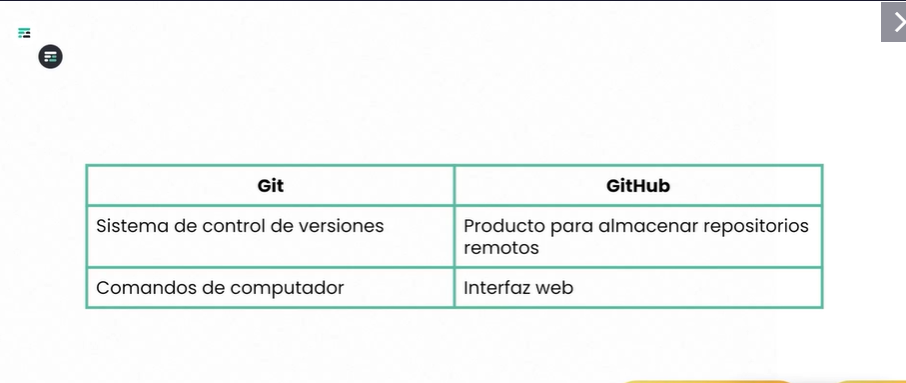 Git
GitHub
Sistema de control de versiones
Producto para almacenar repositorios
remotos
Comandos de computador
Interfaz web